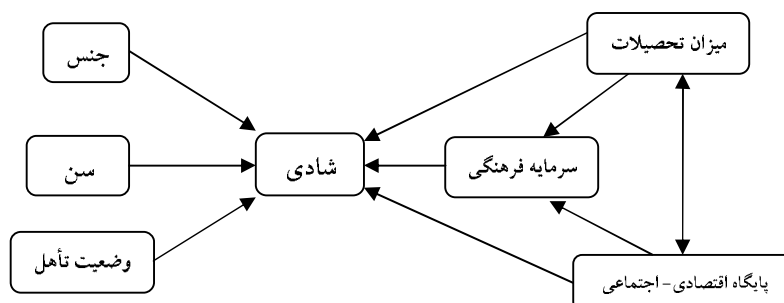 میزان تحصیلات
جنس
سن
شادی
سرمایه فرهنگی
وضعیت تأهل
پایگاه اقتصادی-اجتماعی